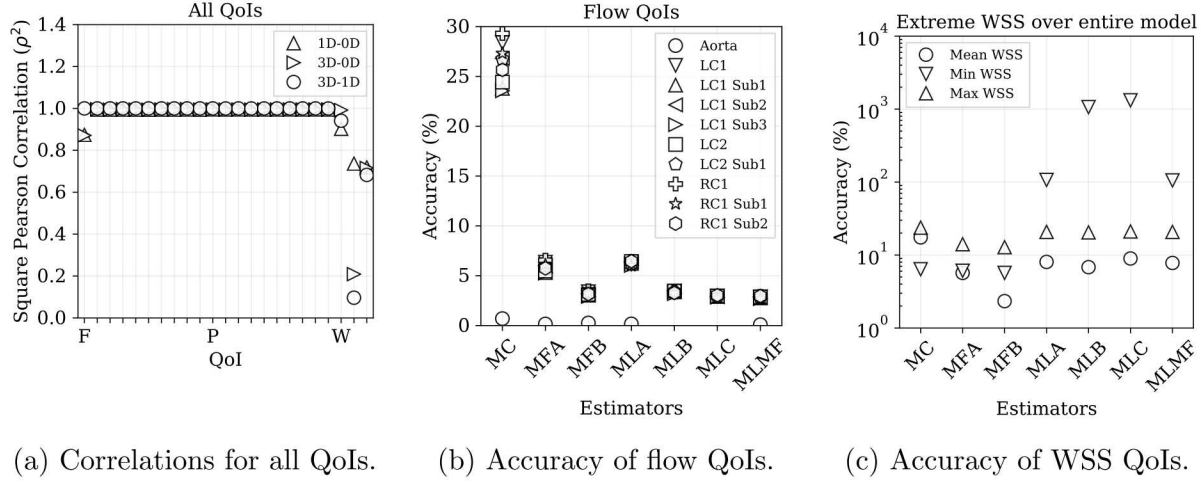 All QoIs
Square Pearson Correlation (ρ²)
1.4
1.2
1.0
0.8
0.6
0.4
0.2
0.0
1D-0D
3D-0D
3D-1D
F
P
W
QoI
Flow QoIs
Accuracy (%)
30
25
20
15
10
5
0
Aorta
LC1
LC1 Sub1
LC1 Sub2
LC1 Sub3
LC2
LC2 Sub1
RC1
RC1 Sub1
RC1 Sub2
MC
MFA
MFB
MLA
MLB
MLC
MLMF
Estimators
Extreme WSS over entire model
Accuracy (%)
10⁴
10³
10²
10¹
10⁰
Mean WSS
Min WSS
Max WSS
MC
MFA
MFB
MLA
MLB
MLC
MLMF
Estimators
(a) Correlations for all QoIs.
(b) Accuracy of flow QoIs.
(c) Accuracy of WSS QoIs.